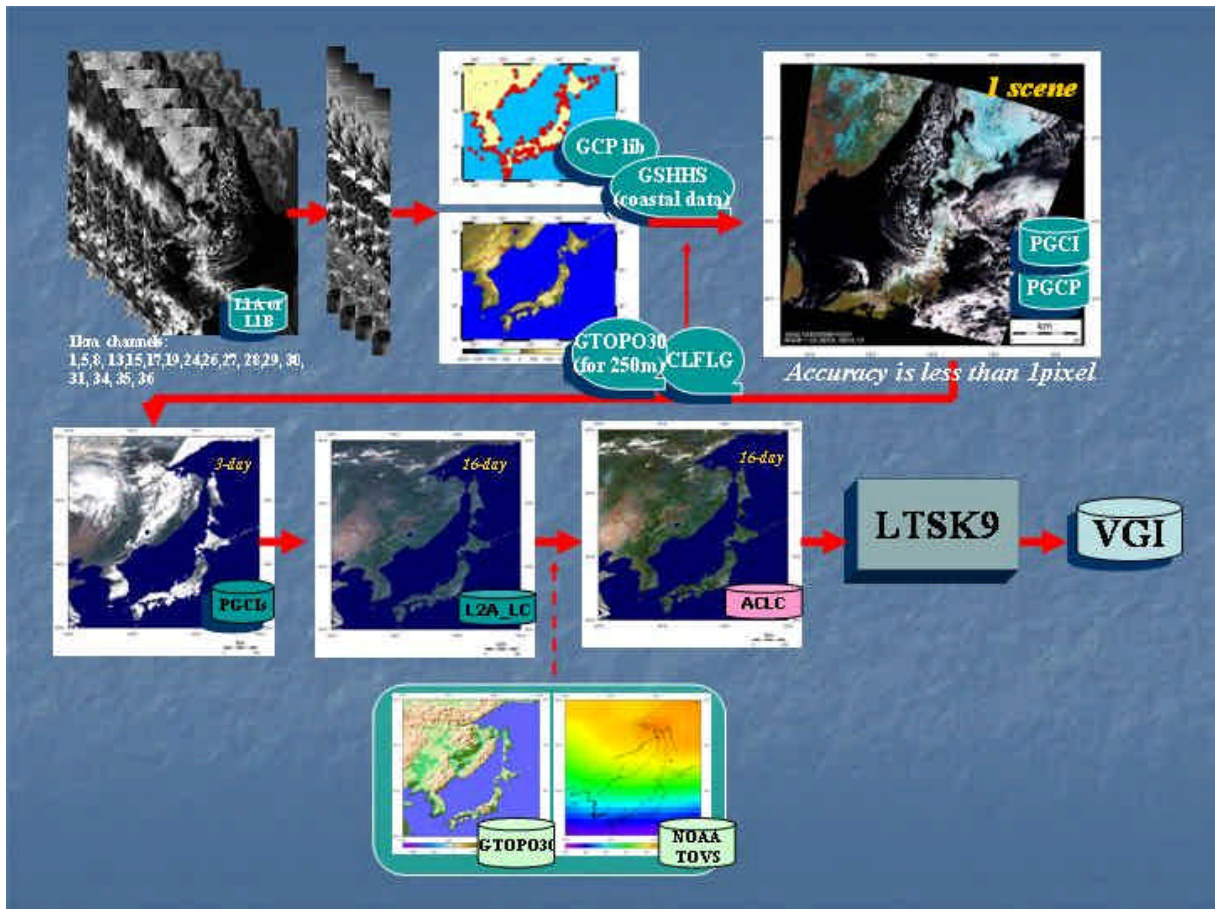 1 scene
GCP lib
GSHHS
(coastal data)
PGCI
PGCP
L1A or
L1B
km
channels:
1,5,8, 13,15,17,19,24,26,27, 28,29, 30,
31, 34, 35, 36
GTOPO30
(for 250m)
CLFLG
Accuracy is less than 1pixel
3-day
16-day
16-day
LTSK9
VGI
PGCIs
L2A_LC
ACLC
GTOPO30
NOAA
TOVS